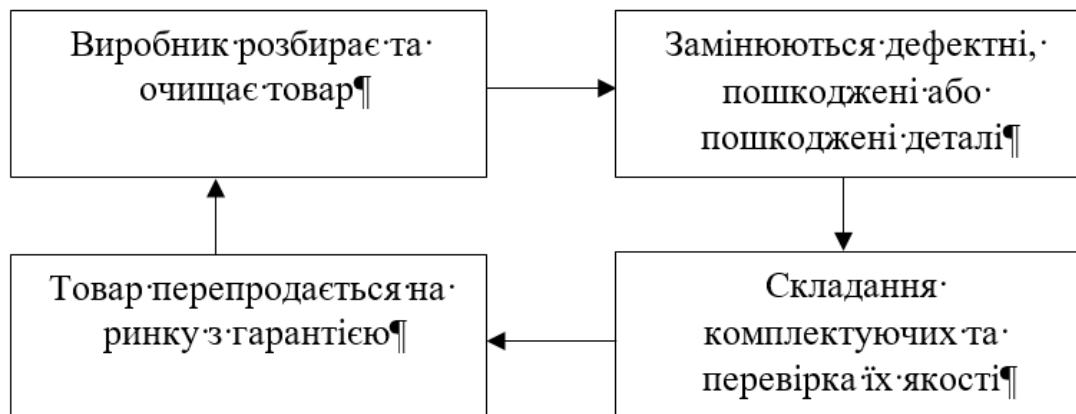 Виробник·розбирає·та·
очищає·товар¶
Замінюються·дефектні,·
пошкоджені·або·
пошкоджені·деталі¶
Складання·
комплектуючих·та·
перевірка·їх·якості¶
Товар·перепродається·на·
ринку·з·гарантією¶